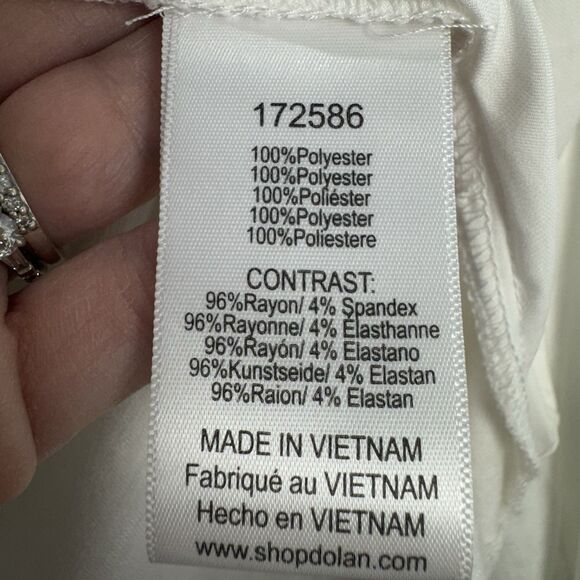 172586
100%Polyester
100%Polyester
100%Poliéster
100%Polyester
100%Poliestere
CONTRAST:
96%Rayon/ 4% Spandex
96%Rayonne/ 4% Élasthanne
96%Rayón/ 4% Elastano
96%Kunstseide/ 4% Elastan
96%Raion/ 4% Elastan
MADE IN VIETNAM
Fabriqué au VIETNAM
Hecho en VIETNAM
www.shopdolan.com